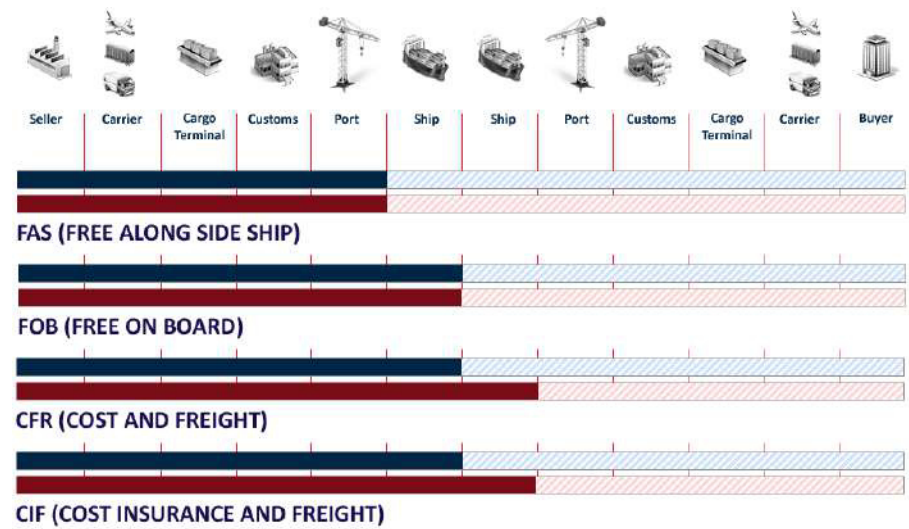 Seller Carrier Cargo Terminal Customs Port Ship Ship Port Customs Cargo Terminal Carrier Buyer
FAS (FREE ALONG SIDE SHIP)
FOB (FREE ON BOARD)
CFR (COST AND FREIGHT)
CIF (COST INSURANCE AND FREIGHT)